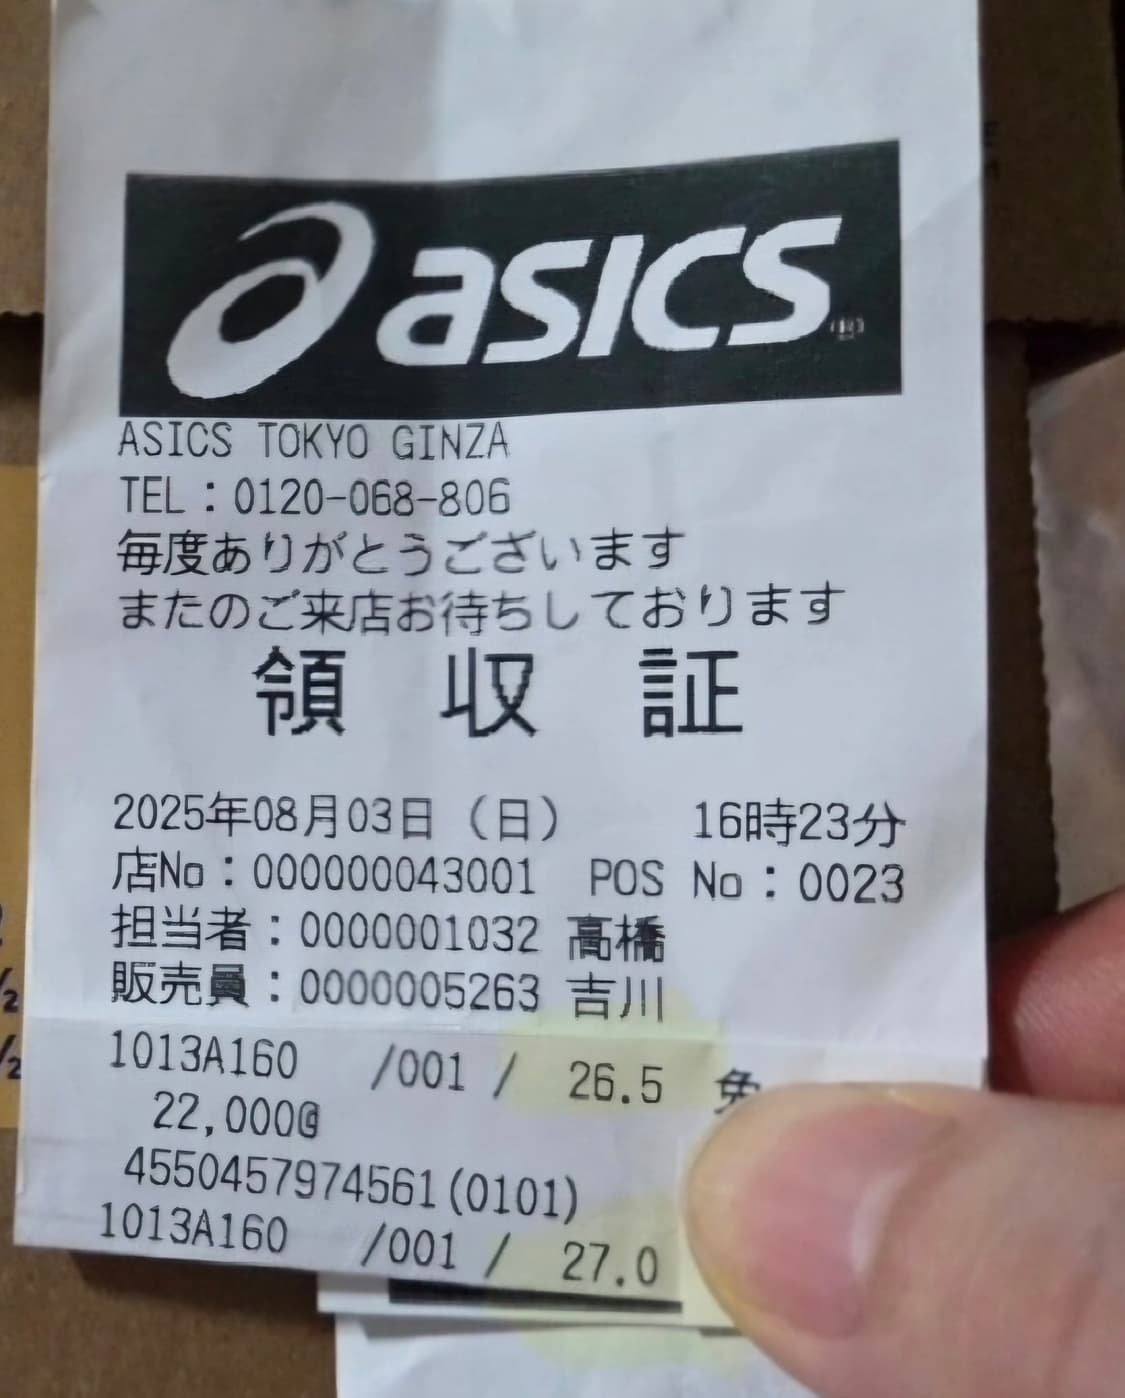 asics
ASICS TOKYO GINZA
TEL:0120-068-806
毎度ありがとうございます
またのご来店お待ちしております
領 収 証
2025年08月03日 (日) 16時23分
店No:000000043001 POS No:0023
担当者:0000001032 高橋
販売員:0000005263 吉川
1013A160 /001 / 26.5 免
22,000@
4550457974561(0101)
1013A160 /001 / 27.0